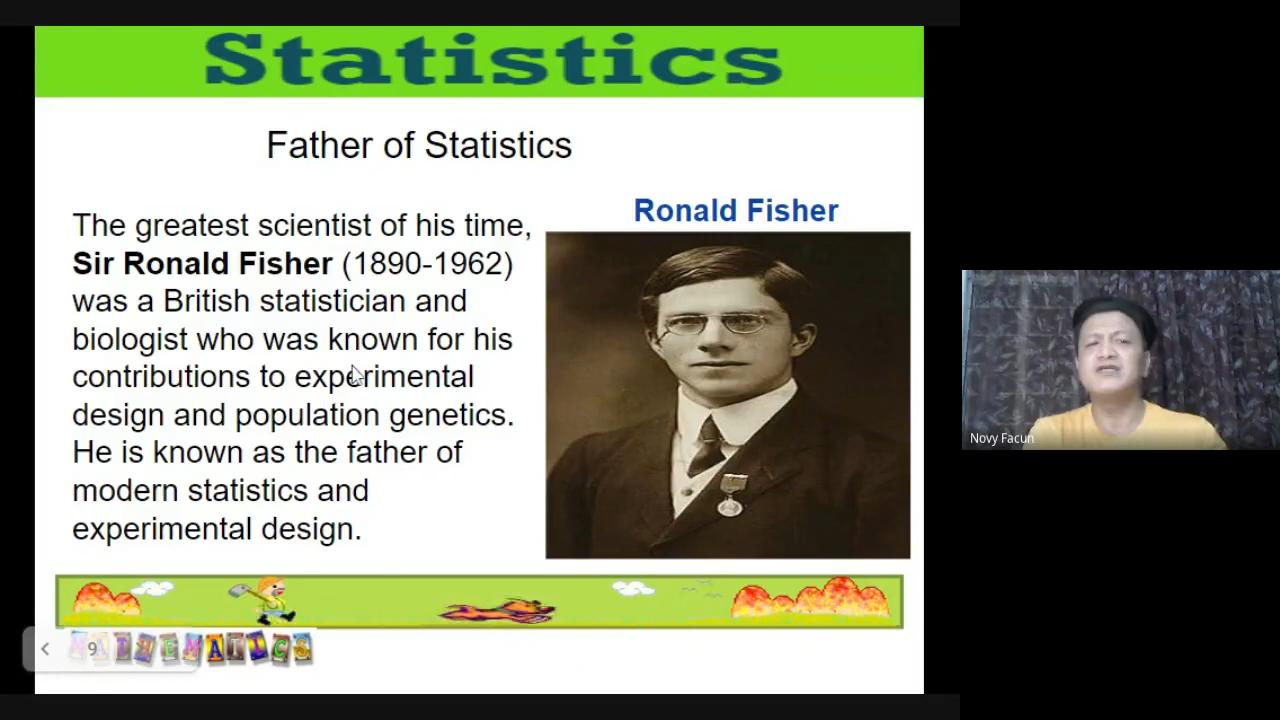 Statistics
Father of Statistics
The greatest scientist of his time,
Sir Ronald Fisher (1890-1962)
was a British statistician and
biologist who was known for his
contributions to experimental
design and population genetics.
He is known as the father of
modern statistics and
experimental design.
Ronald Fisher
Novy Facun
9
MATHEMATICS